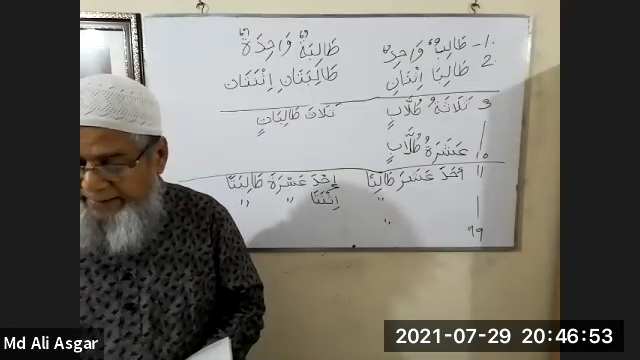 1- طَالِبٌ وَاحِدٌ طَالِبَةٌ وَاحِدَةٌ
2 طَالِبَانِ اِثْنَانِ طَالِبَتَانِ اِثْنَتَانِ
3 ثَلَاثَةُ طُلَّابٍ ثَلَاثُ طَالِبَاتٍ
10 عَشَرَةُ طُلَّابٍ
11 أَحَدَ عَشَرَ طَالِبًا إِحْدَى عَشْرَةَ طَالِبَتًا
" إِثْنَتَا " "
"
99
Md Ali Asgar
2021-07-29 20:46:53